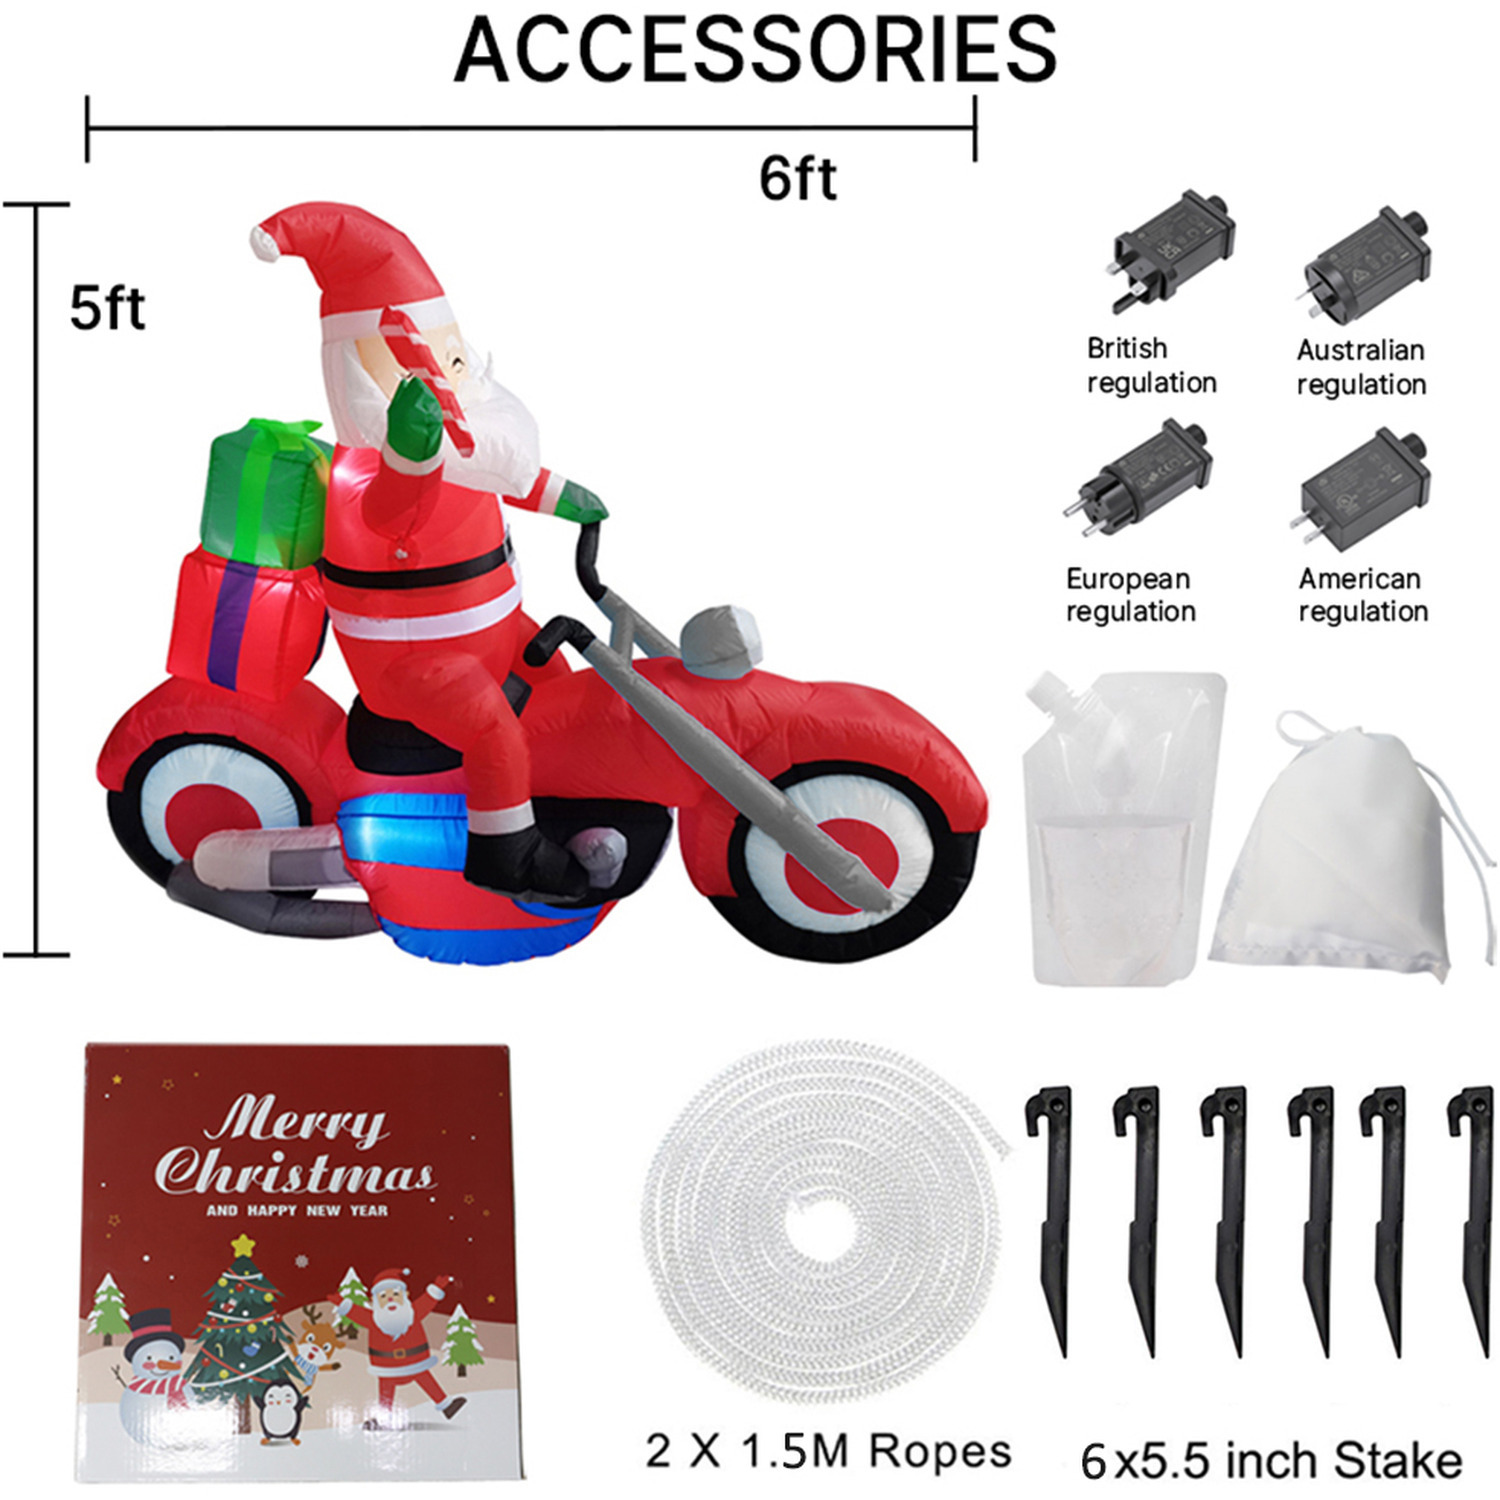 ACCESSORIES
6ft
5ft
British
regulation
Australian
regulation
European
regulation
American
regulation
Merry
Christmas
AND HAPPY NEW YEAR
2 X 1.5M Ropes
6x5.5 inch Stake